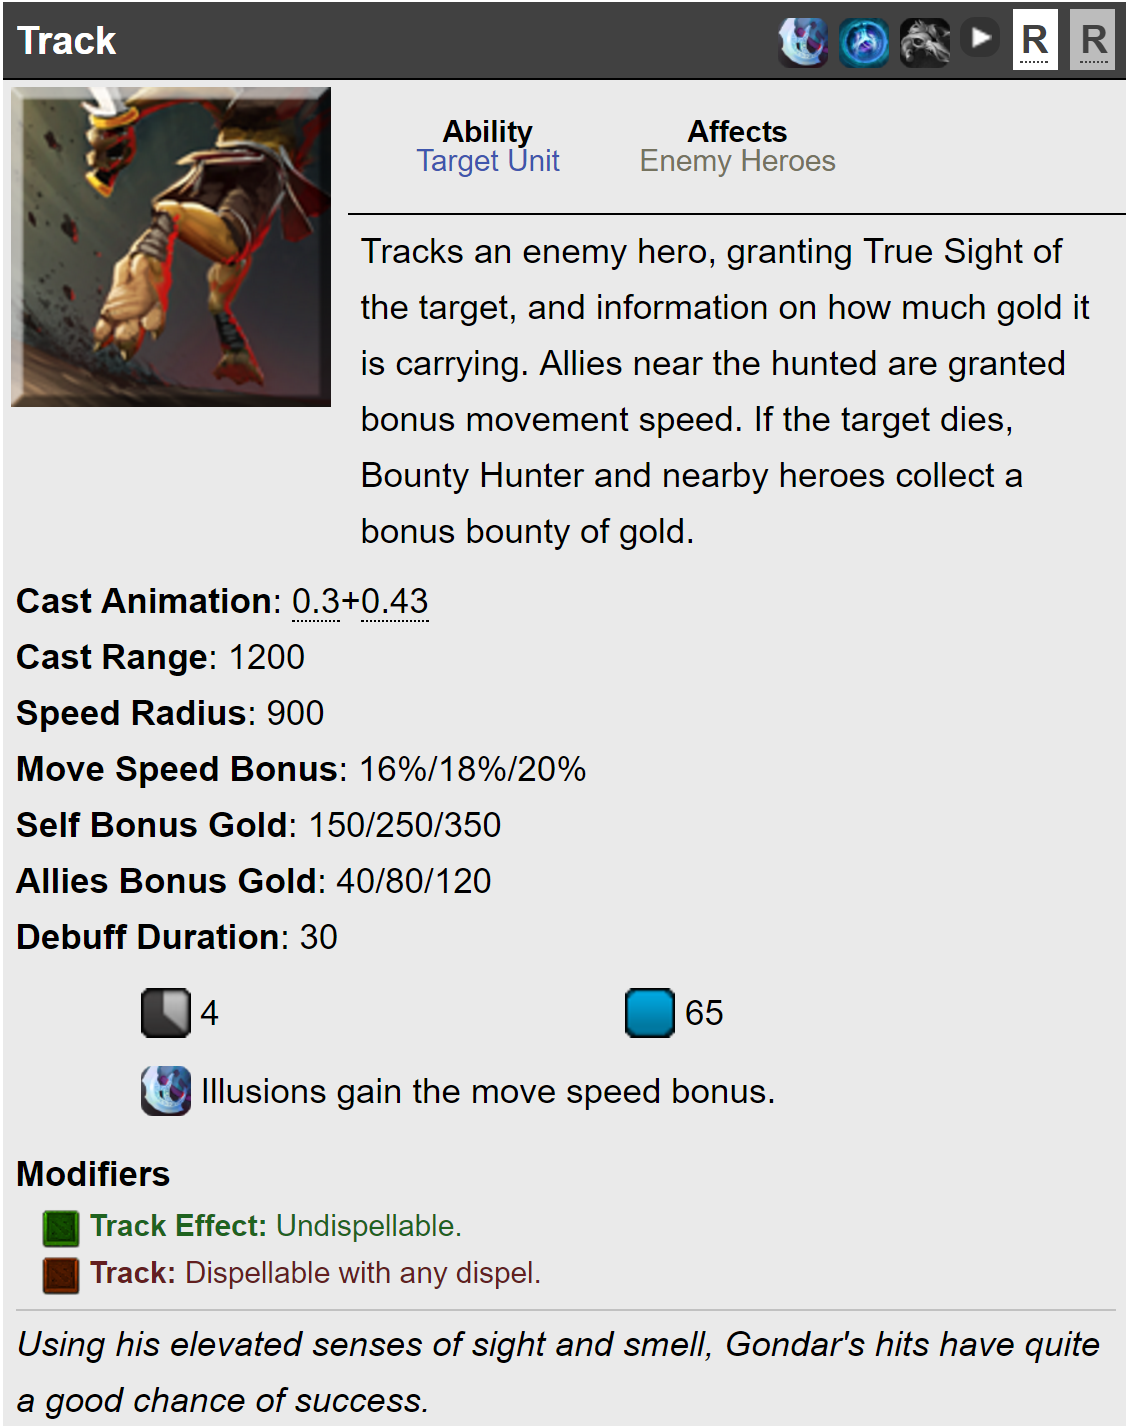 Track R R
Ability Affects
Target Unit Enemy Heroes
Tracks an enemy hero, granting True Sight of
the target, and information on how much gold it
is carrying. Allies near the hunted are granted
bonus movement speed. If the target dies,
Bounty Hunter and nearby heroes collect a
bonus bounty of gold.
Cast Animation: 0.3+0.43
Cast Range: 1200
Speed Radius: 900
Move Speed Bonus: 16%/18%/20%
Self Bonus Gold: 150/250/350
Allies Bonus Gold: 40/80/120
Debuff Duration: 30
4 65
Illusions gain the move speed bonus.
Modifiers
Track Effect: Undispellable.
Track: Dispellable with any dispel.
Using his elevated senses of sight and smell, Gondar's hits have quite
a good chance of success.